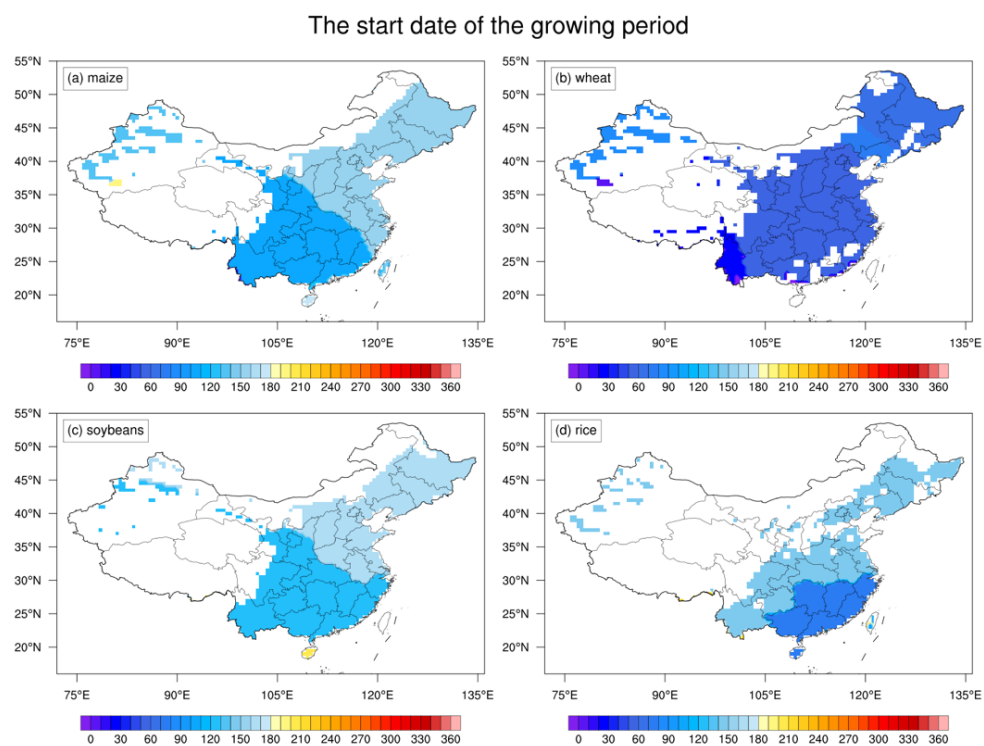 The start date of the growing period
(a) maize
(b) wheat
55°N
50°N
45°N
40°N
35°N
30°N
25°N
20°N
75°E
90°E
105°E
120°E
135°E
75°E
90°E
105°E
120°E
135°E
55°N
50°N
45°N
40°N
35°N
30°N
25°N
20°N
0 30 60 90 120 150 180 210 240 270 300 330 360
0 30 60 90 120 150 180 210 240 270 300 330 360
(c) soybeans
(d) rice
55°N
50°N
45°N
40°N
35°N
30°N
25°N
20°N
75°E
90°E
105°E
120°E
135°E
55°N
50°N
45°N
40°N
35°N
30°N
25°N
20°N
75°E
90°E
105°E
120°E
135°E
0 30 60 90 120 150 180 210 240 270 300 330 360
0 30 60 90 120 150 180 210 240 270 300 330 360